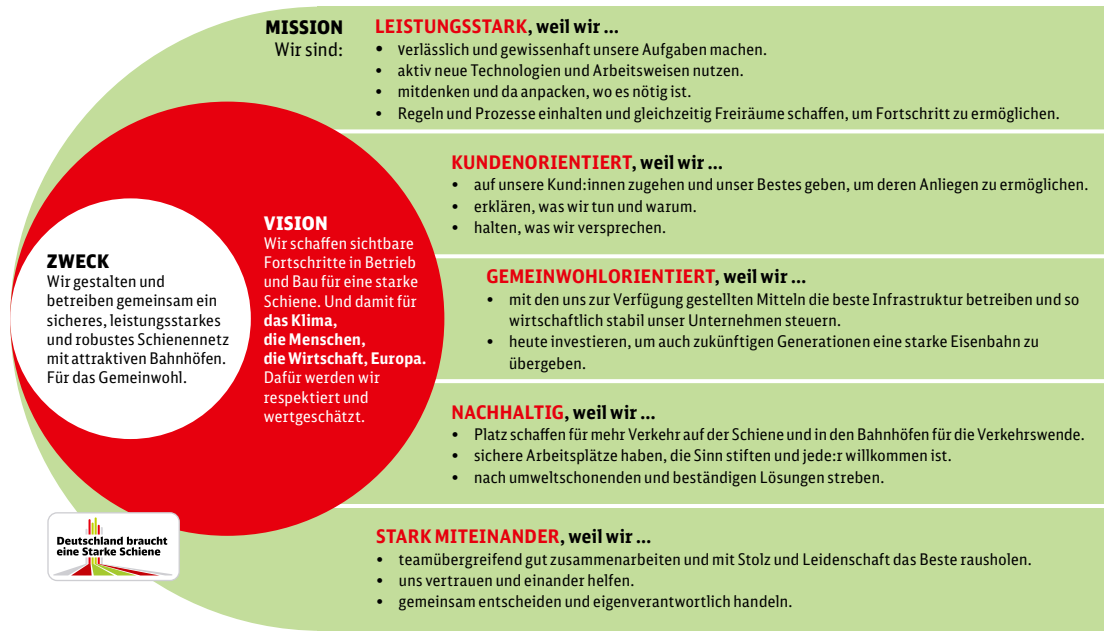 MISSION
Wir sind:
LEISTUNGSSTARK, weil wir ...
• verlässlich und gewissenhaft unsere Aufgaben machen.
• aktiv neue Technologien und Arbeitsweisen nutzen.
• mitdenken und da anpacken, wo es nötig ist.
• Regeln und Prozesse einhalten und gleichzeitig Freiräume schaffen, um Fortschritt zu ermöglichen.
KUNDENORIENTIERT, weil wir ...
• auf unsere Kund:innen zugehen und unser Bestes geben, um deren Anliegen zu ermöglichen.
• erklären, was wir tun und warum.
• halten, was wir versprechen.
GEMEINWOHLORIENTIERT, weil wir ...
• mit den uns zur Verfügung gestellten Mitteln die beste Infrastruktur betreiben und so
wirtschaftlich stabil unser Unternehmen steuern.
• heute investieren, um auch zukünftigen Generationen eine starke Eisenbahn zu
übergeben.
NACHHALTIG, weil wir ...
• Platz schaffen für mehr Verkehr auf der Schiene und in den Bahnhöfen für die Verkehrswende.
• sichere Arbeitsplätze haben, die Sinn stiften und jede:r willkommen ist.
• nach umweltschonenden und beständigen Lösungen streben.
STARK MITEINANDER, weil wir ...
• teamübergreifend gut zusammenarbeiten und mit Stolz und Leidenschaft das Beste rausholen.
• uns vertrauen und einander helfen.
• gemeinsam entscheiden und eigenverantwortlich handeln.
VISION
Wir schaffen sichtbare
Fortschritte in Betrieb
und Bau für eine starke
Schiene. Und damit für
das Klima,
die Menschen,
die Wirtschaft, Europa.
Dafür werden wir
respektiert und
wertgeschätzt.
ZWECK
Wir gestalten und
betreiben gemeinsam ein
sicheres, leistungsstarkes
und robustes Schienennetz
mit attraktiven Bahnhöfen.
Für das Gemeinwohl.
Deutschland braucht
eine Starke Schiene